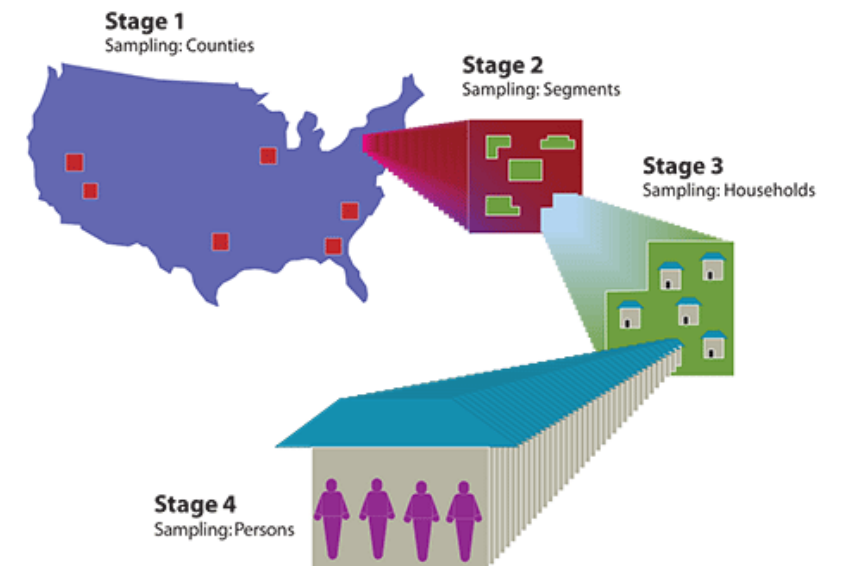 Stage 1
Sampling: Counties
Stage 2
Sampling: Segments
Stage 3
Sampling: Households
Stage 4
Sampling: Persons